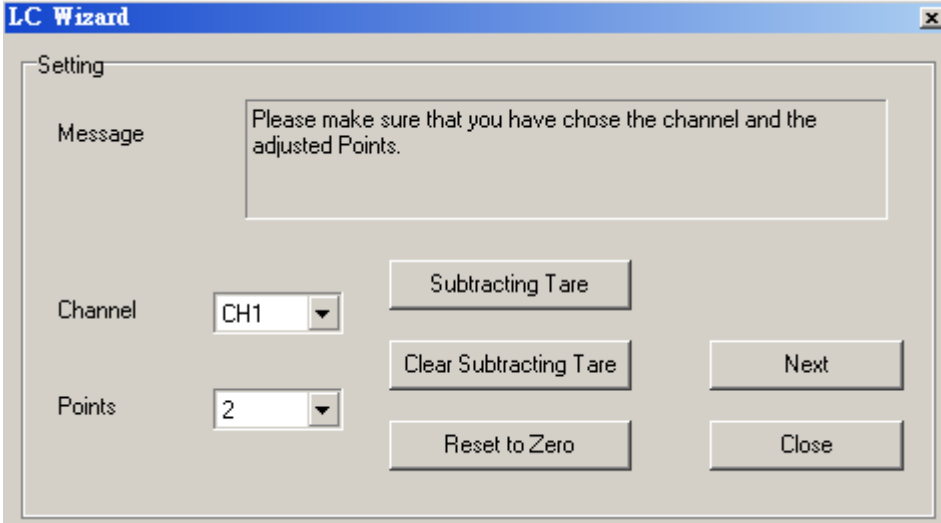 LC Wizard
Setting
Message
Please make sure that you have chose the channel and the
adjusted Points.
Subtracting Tare
Channel
CH1
Clear Subtracting Tare
Next
Points
2
Reset to Zero
Close